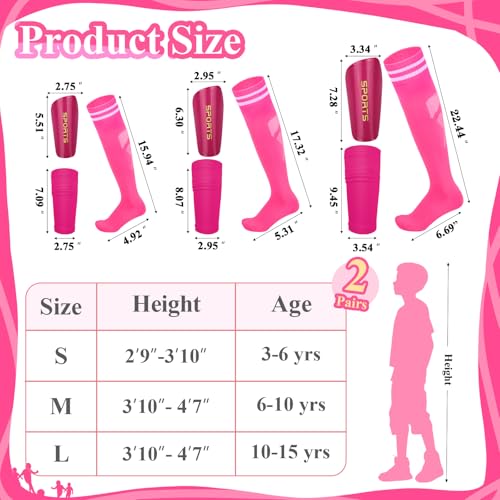 Product Size
2.75 ″
5.51
SPORTS
7.09 ″
2.75 ″
15.94 ″
4.92 ″
2.95 ″
6.30 ″
SPORTS
8.07 ″
2.95 ″
17.32 ″
5.31 ″
3.34 ″
7.28 ″
SPORTS
9.45 ″
3.54 ″
22.44 ″
6.69 ″
2
Pairs
Size Height Age
S 2′9″-3′10″ 3-6 yrs
M 3′10″- 4′7″ 6-10 yrs
L 3′10″- 4′7″ 10-15 yrs
Height